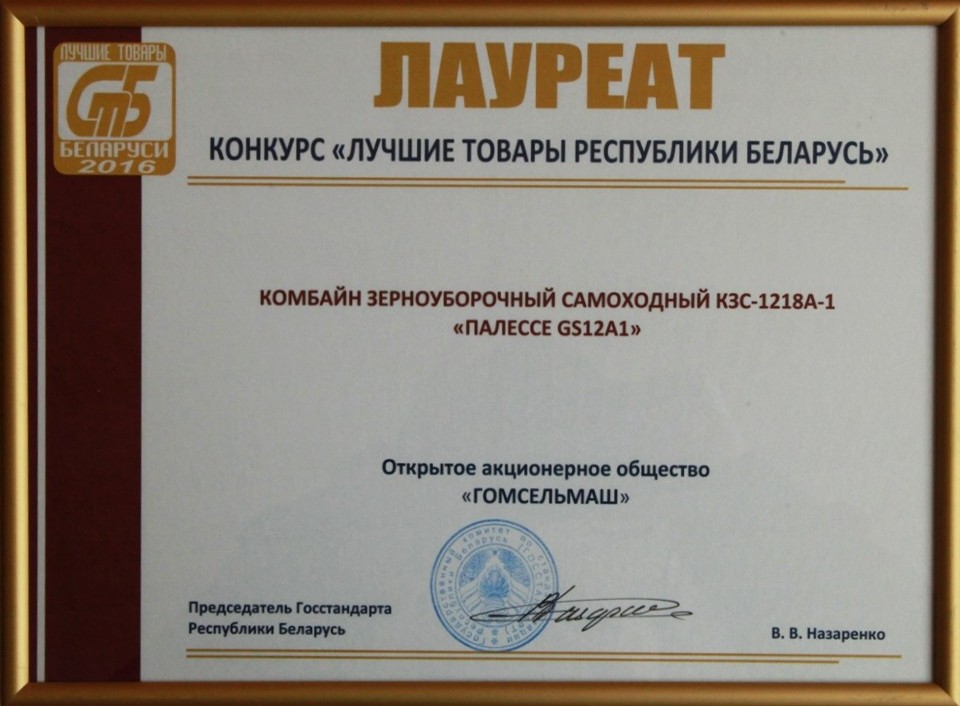 ЛУЧШИЕ ТОВАРЫ
СТБ
БЕЛАРУСИ
2016
ЛАУРЕАТ
КОНКУРС «ЛУЧШИЕ ТОВАРЫ РЕСПУБЛИКИ БЕЛАРУСЬ»
КОМБАЙН ЗЕРНОУБОРОЧНЫЙ САМОХОДНЫЙ КЗС-1218А-1
«ПАЛЕССЕ GS12A1»
Открытое акционерное общество
«ГОМСЕЛЬМАШ»
Председатель Госстандарта
Республики Беларусь
В. В. Назаренко